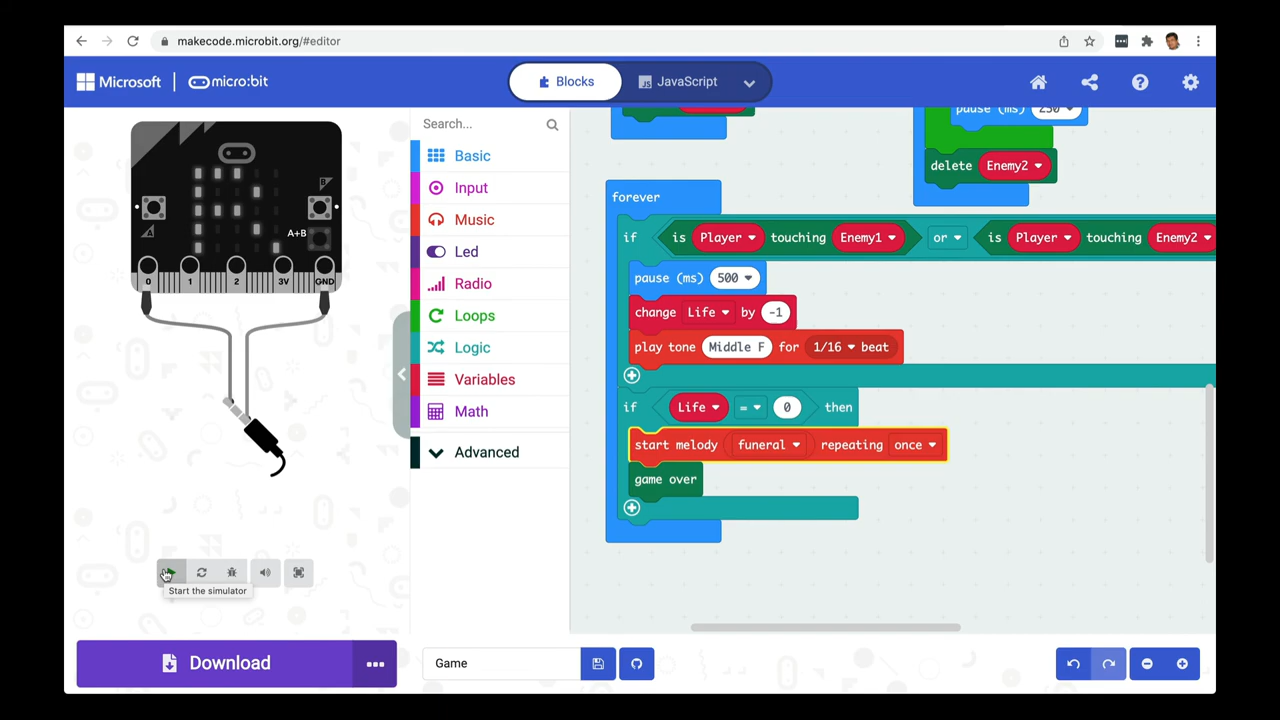 makecode.microbit.org/#editor
Microsoft
micro:bit
Blocks
JavaScript
A
B
A+B
0 1 2 3V GND
Start the simulator
Download
Search...
Basic
Input
Music
Led
Radio
Loops
Logic
Variables
Math
Advanced
pause (ms) 250
delete Enemy2
forever
if is Player touching Enemy1 or is Player touching Enemy2
pause (ms) 500
change Life by -1
play tone Middle F for 1/16 beat
if Life = 0 then
start melody funeral repeating once
game over
Game